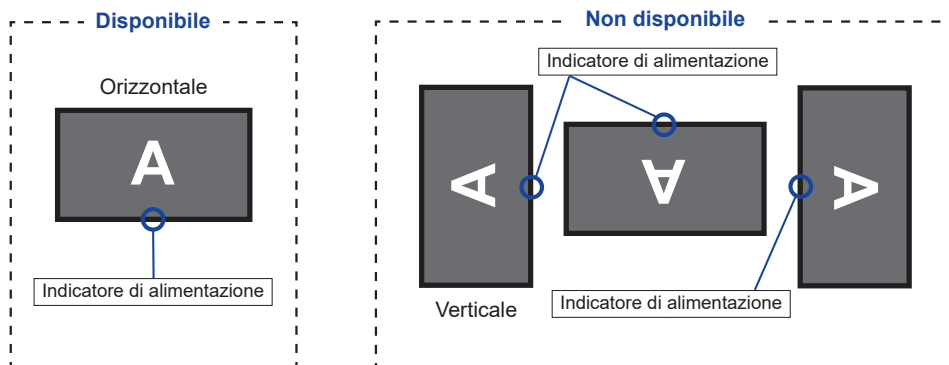 Disponibile
Orizzontale
A
Indicatore di alimentazione
Non disponibile
Indicatore di alimentazione
A
A
A
Verticale
Indicatore di alimentazione